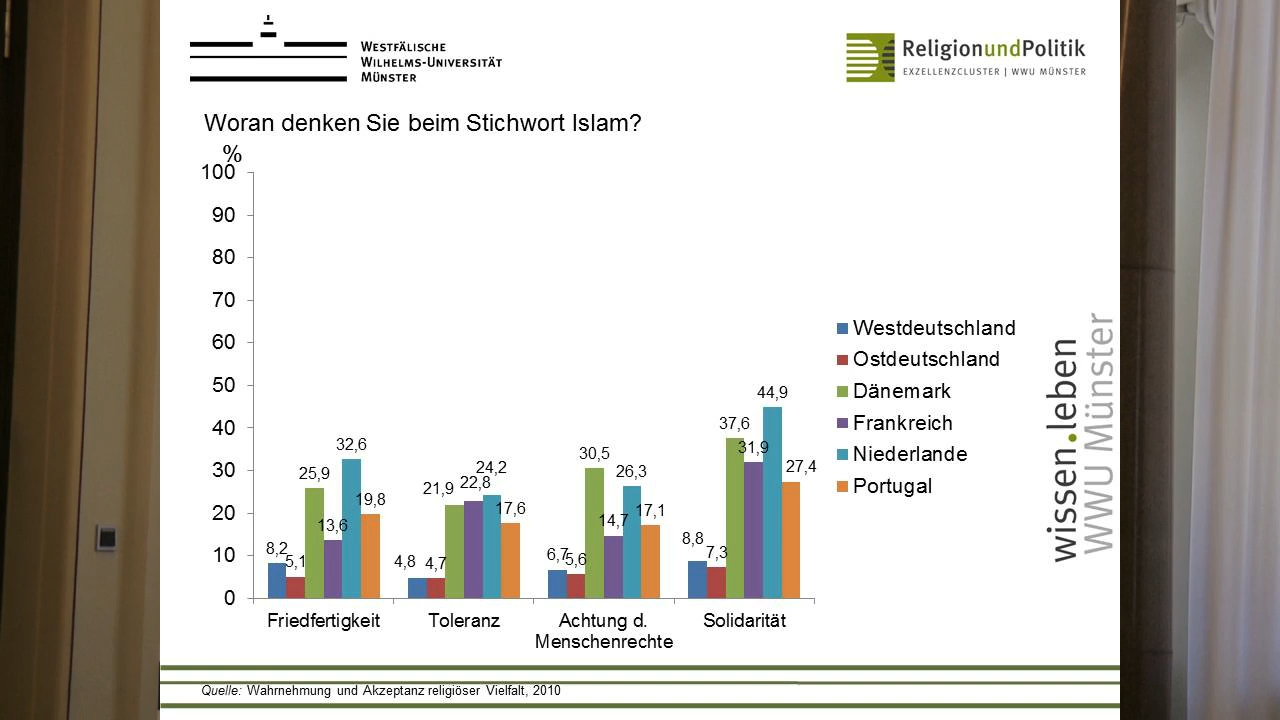 WESTFÄLISCHE
WILHELMS-UNIVERSITÄT
MÜNSTER
ReligionundPolitik
EXZELLENZCLUSTER | WWU MÜNSTER
Woran denken Sie beim Stichwort Islam?
%
100
90
80
70
60
50
40
30
20
10
0
8,2
5,1
25,9
13,6
32,6
19,8
4,8
4,7
21,9
22,8
24,2
17,6
6,7
5,6
30,5
14,7
26,3
17,1
8,8
7,3
37,6
31,9
44,9
27,4
Friedfertigkeit
Toleranz
Achtung d.
Menschenrechte
Solidarität
Westdeutschland
Ostdeutschland
Dänemark
Frankreich
Niederlande
Portugal
wissen.leben
WWU Münster
Quelle: Wahrnehmung und Akzeptanz religiöser Vielfalt, 2010